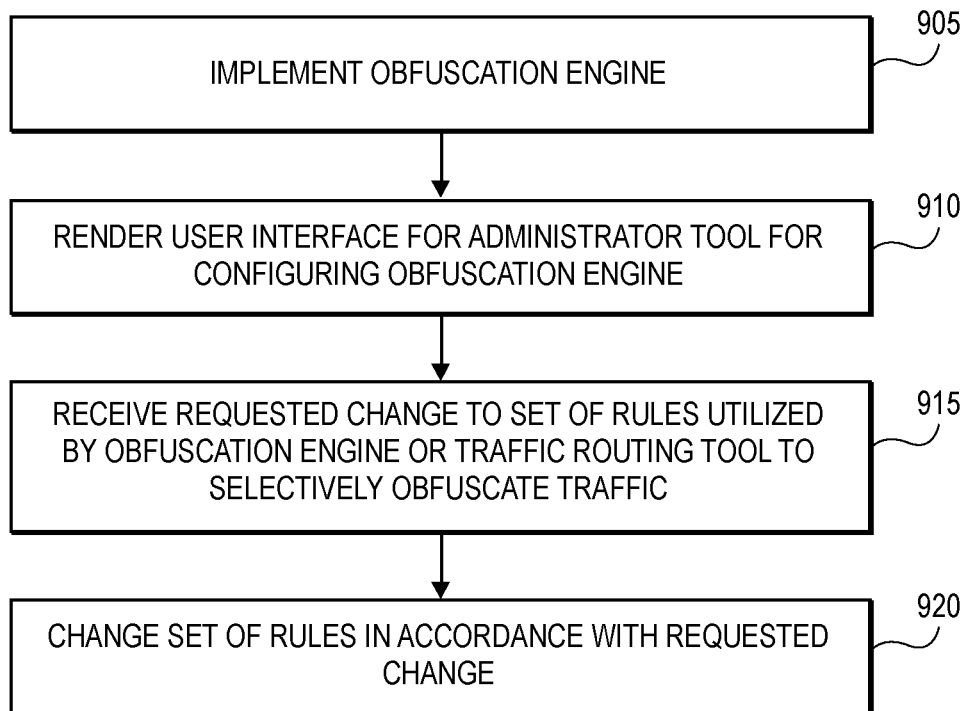 905
IMPLEMENT OBFUSCATION ENGINE
910
RENDER USER INTERFACE FOR ADMINISTRATOR TOOL FOR
CONFIGURING OBFUSCATION ENGINE
915
RECEIVE REQUESTED CHANGE TO SET OF RULES UTILIZED
BY OBFUSCATION ENGINE OR TRAFFIC ROUTING TOOL TO
SELECTIVELY OBFUSCATE TRAFFIC
920
CHANGE SET OF RULES IN ACCORDANCE WITH REQUESTED
CHANGE